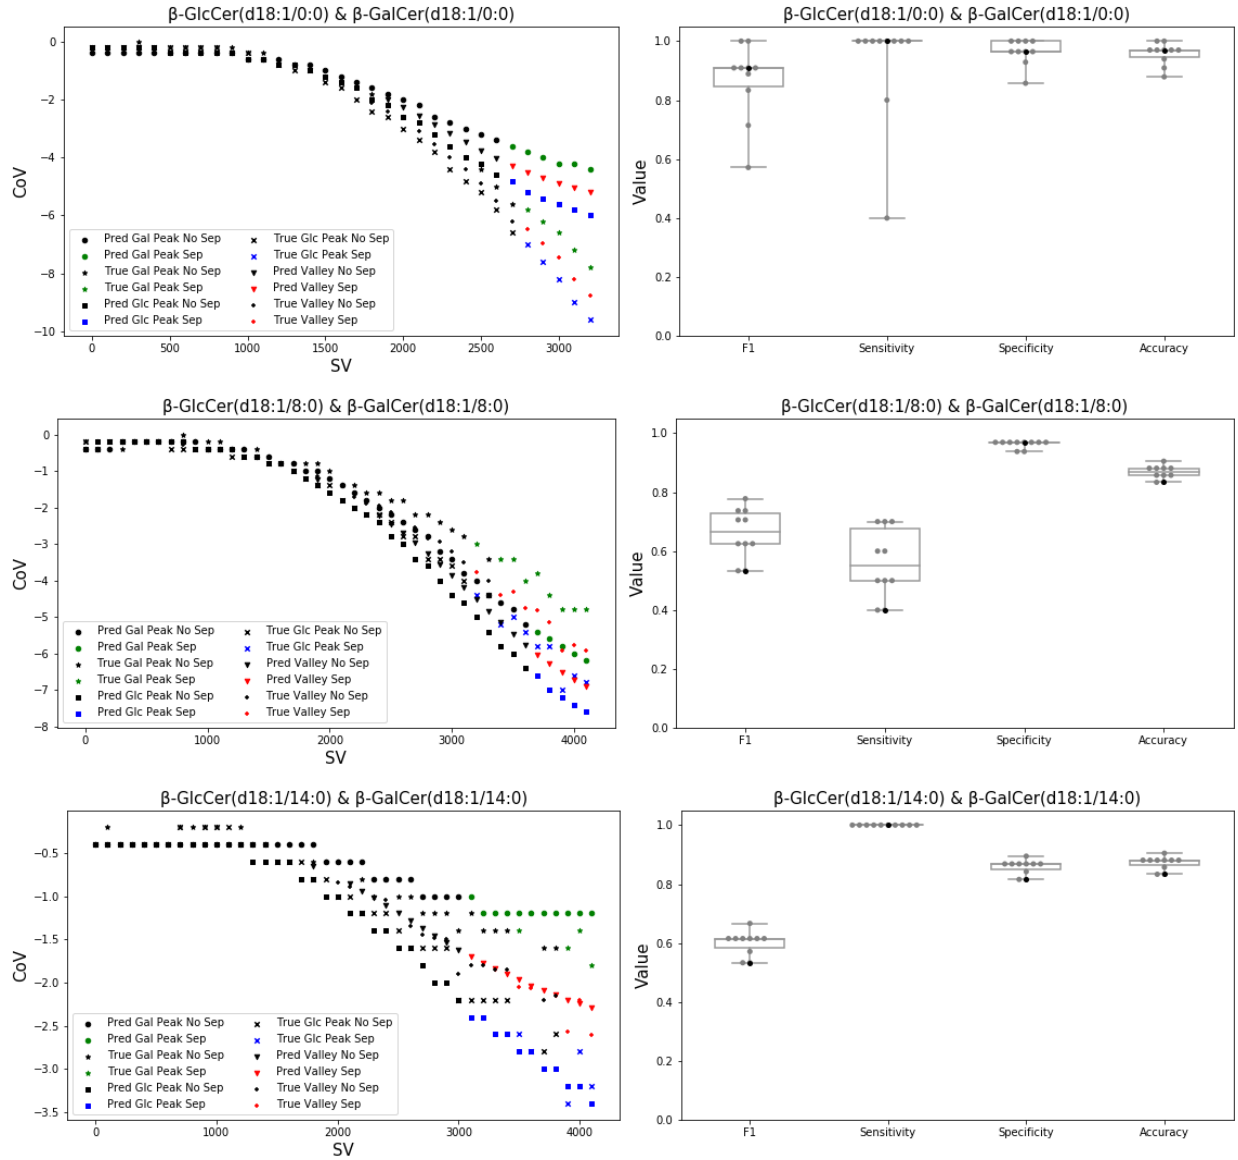 β-GlcCer(d18:1/0:0) & β-GalCer(d18:1/0:0)
CoV
0
−2
−4
−6
−8
−10
Pred Gal Peak No Sep
Pred Gal Peak Sep
True Gal Peak No Sep
True Gal Peak Sep
Pred Glc Peak No Sep
Pred Glc Peak Sep
True Glc Peak No Sep
True Glc Peak Sep
Pred Valley No Sep
Pred Valley Sep
True Valley No Sep
True Valley Sep
0 500 1000 1500 2000 2500 3000
SV
β-GlcCer(d18:1/0:0) & β-GalCer(d18:1/0:0)
Value
1.0
0.8
0.6
0.4
0.2
0.0
F1 Sensitivity Specificity Accuracy
β-GlcCer(d18:1/8:0) & β-GalCer(d18:1/8:0)
CoV
0
−1
−2
−3
−4
−5
−6
−7
−8
Pred Gal Peak No Sep
Pred Gal Peak Sep
True Gal Peak No Sep
True Gal Peak Sep
Pred Glc Peak No Sep
Pred Glc Peak Sep
True Glc Peak No Sep
True Glc Peak Sep
Pred Valley No Sep
Pred Valley Sep
True Valley No Sep
True Valley Sep
0 1000 2000 3000 4000
SV
β-GlcCer(d18:1/8:0) & β-GalCer(d18:1/8:0)
Value
1.0
0.8
0.6
0.4
0.2
0.0
F1 Sensitivity Specificity Accuracy
β-GlcCer(d18:1/14:0) & β-GalCer(d18:1/14:0)
CoV
−0.5
−1.0
−1.5
−2.0
−2.5
−3.0
−3.5
Pred Gal Peak No Sep
Pred Gal Peak Sep
True Gal Peak No Sep
True Gal Peak Sep
Pred Glc Peak No Sep
Pred Glc Peak Sep
True Glc Peak No Sep
True Glc Peak Sep
Pred Valley No Sep
Pred Valley Sep
True Valley No Sep
True Valley Sep
0 1000 2000 3000 4000
SV
β-GlcCer(d18:1/14:0) & β-GalCer(d18:1/14:0)
Value
1.0
0.8
0.6
0.4
0.2
0.0
F1 Sensitivity Specificity Accuracy